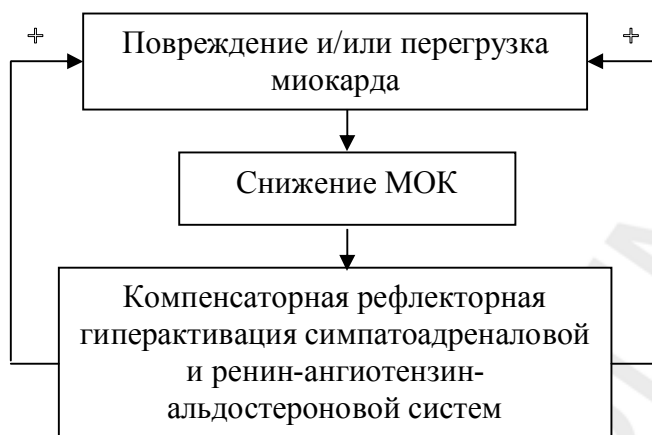 + +
Повреждение и/или перегрузка
миокарда
Снижение МОК
Компенсаторная рефлекторная
гиперактивация симпатоадреналовой
и ренин-ангиотензин-
альдостероновой систем